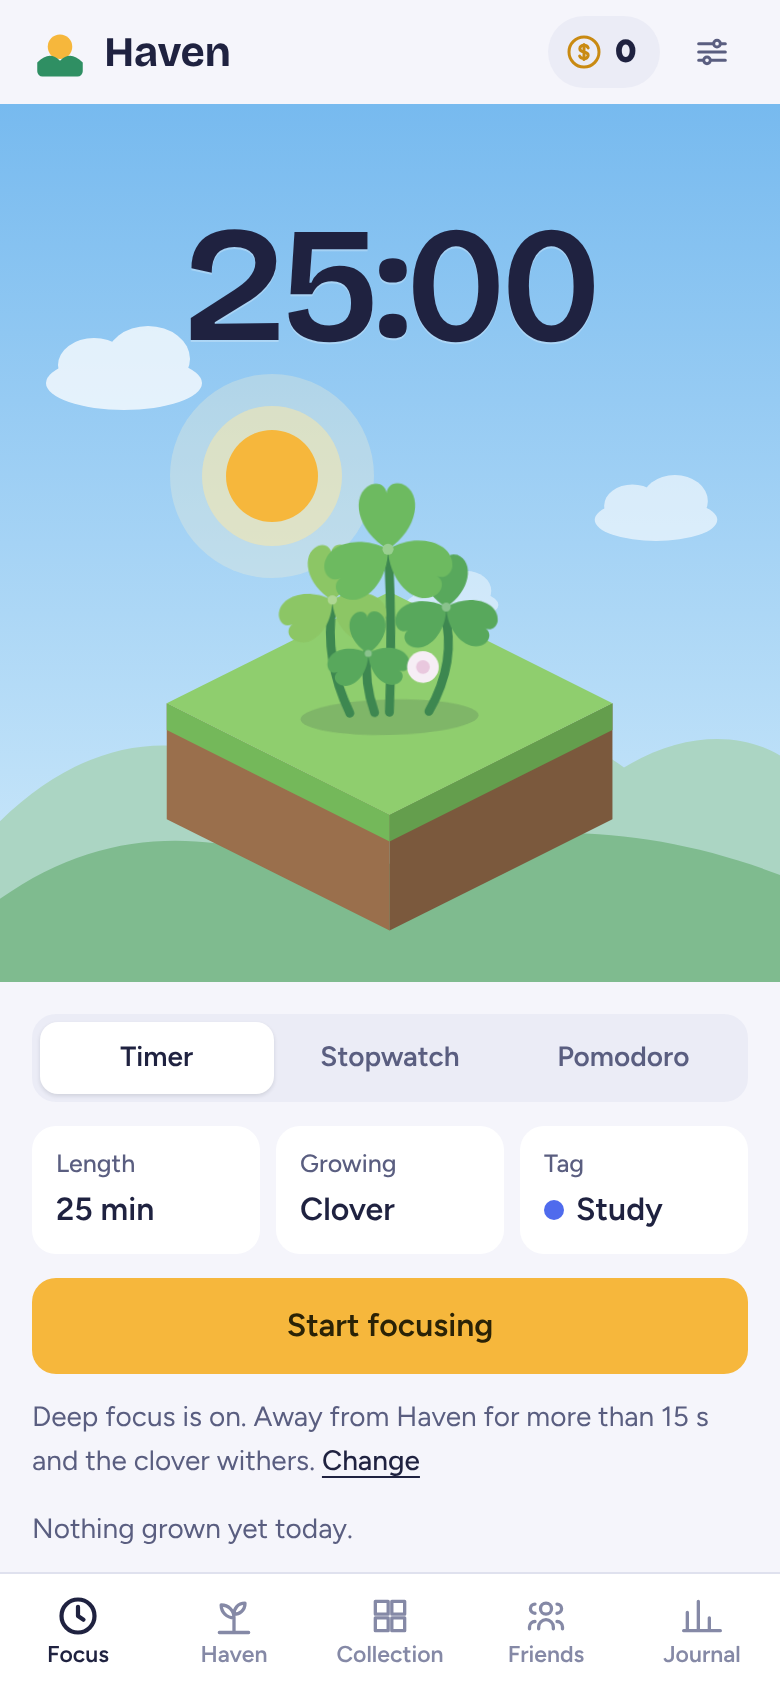 Haven
0
25:00
Timer
Stopwatch
Pomodoro
Length
25 min
Growing
Clover
Tag
Study
Start focusing
Deep focus is on. Away from Haven for more than 15 s
and the clover withers. Change
Nothing grown yet today.
Focus
Haven
Collection
Friends
Journal